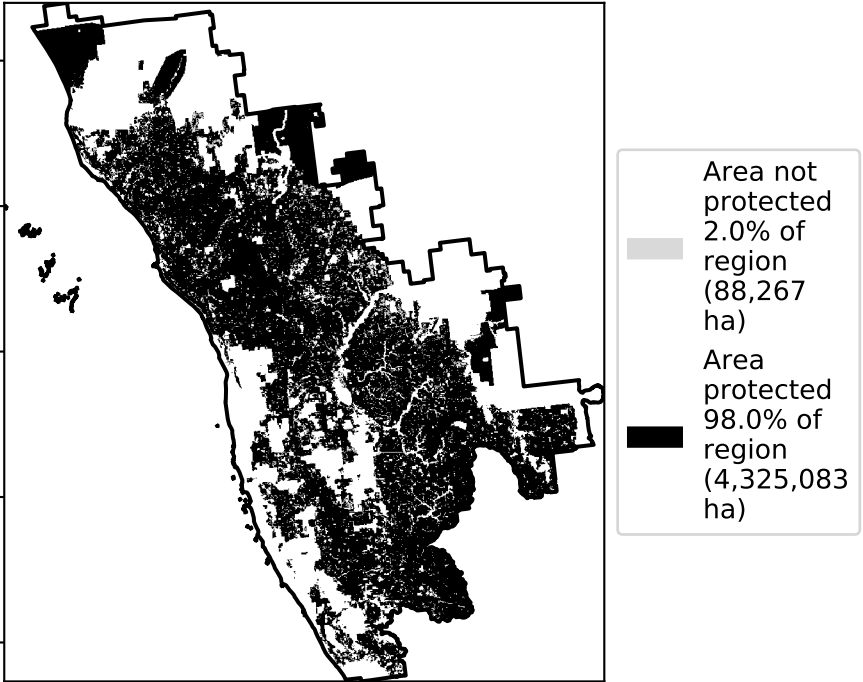 Area not
protected
2.0% of
region
(88,267
ha)
Area
protected
98.0% of
region
(4,325,083
ha)